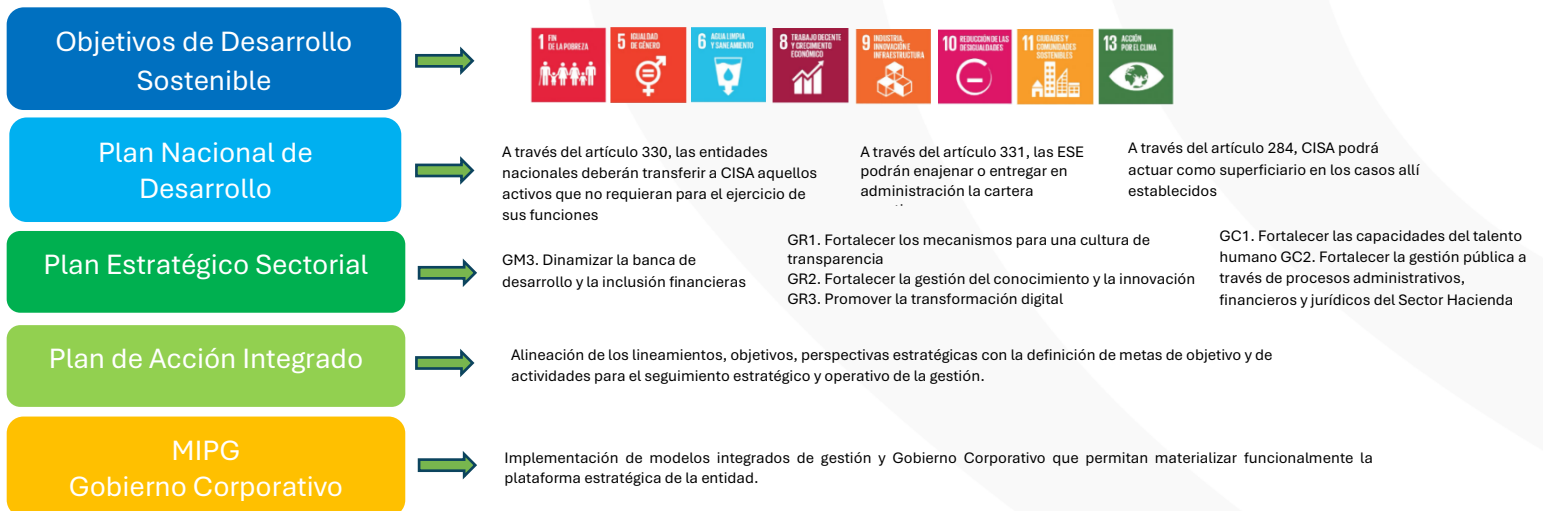 Objetivos de Desarrollo
Sostenible
1 FIN
DE LA POBREZA
5 IGUALDAD
DE GÉNERO
6 AGUA LIMPIA
Y SANEAMIENTO
8 TRABAJO DECENTE
Y CRECIMIENTO
ECONÓMICO
9 INDUSTRIA,
INNOVACIÓN E
INFRAESTRUCTURA
10 REDUCCIÓN DE LAS
DESIGUALDADES
11 CIUDADES Y
COMUNIDADES
SOSTENIBLES
13 ACCIÓN
POR EL CLIMA
Plan Nacional de
Desarrollo
A través del artículo 330, las entidades
nacionales deberán transferir a CISA aquellos
activos que no requieran para el ejercicio de
sus funciones
A través del artículo 331, las ESE
podrán enajenar o entregar en
administración la cartera
A través del artículo 284, CISA podrá
actuar como superficiario en los casos allí
establecidos
Plan Estratégico Sectorial
GM3. Dinamizar la banca de
desarrollo y la inclusión financieras
GR1. Fortalecer los mecanismos para una cultura de
transparencia
GR2. Fortalecer la gestión del conocimiento y la innovación
GR3. Promover la transformación digital
GC1. Fortalecer las capacidades del talento
humano GC2. Fortalecer la gestión pública a
través de procesos administrativos,
financieros y jurídicos del Sector Hacienda
Plan de Acción Integrado
Alineación de los lineamientos, objetivos, perspectivas estratégicas con la definición de metas de objetivo y de
actividades para el seguimiento estratégico y operativo de la gestión.
MIPG
Gobierno Corporativo
Implementación de modelos integrados de gestión y Gobierno Corporativo que permitan materializar funcionalmente la
plataforma estratégica de la entidad.